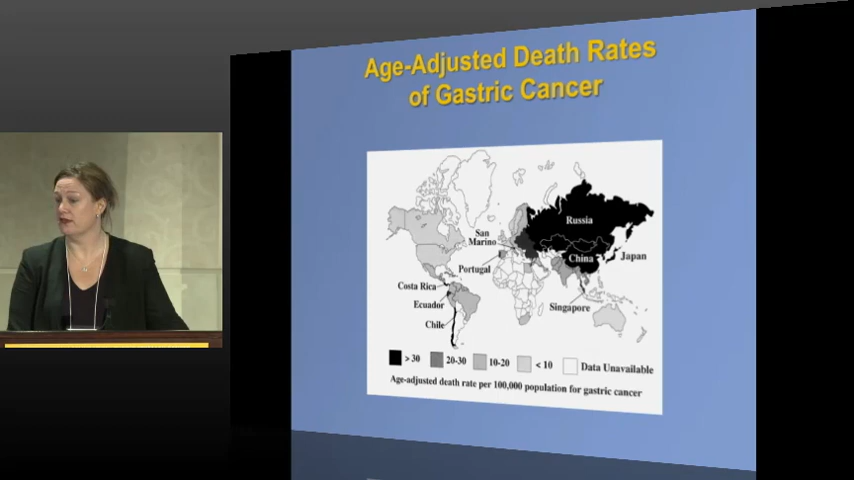 Age-Adjusted Death Rates
of Gastric Cancer
Russia
San
Marino
China
Japan
Portugal
Costa Rica
Ecuador
Singapore
Chile
> 30
20-30
10-20
< 10
Data Unavailable
Age-adjusted death rate per 100,000 population for gastric cancer